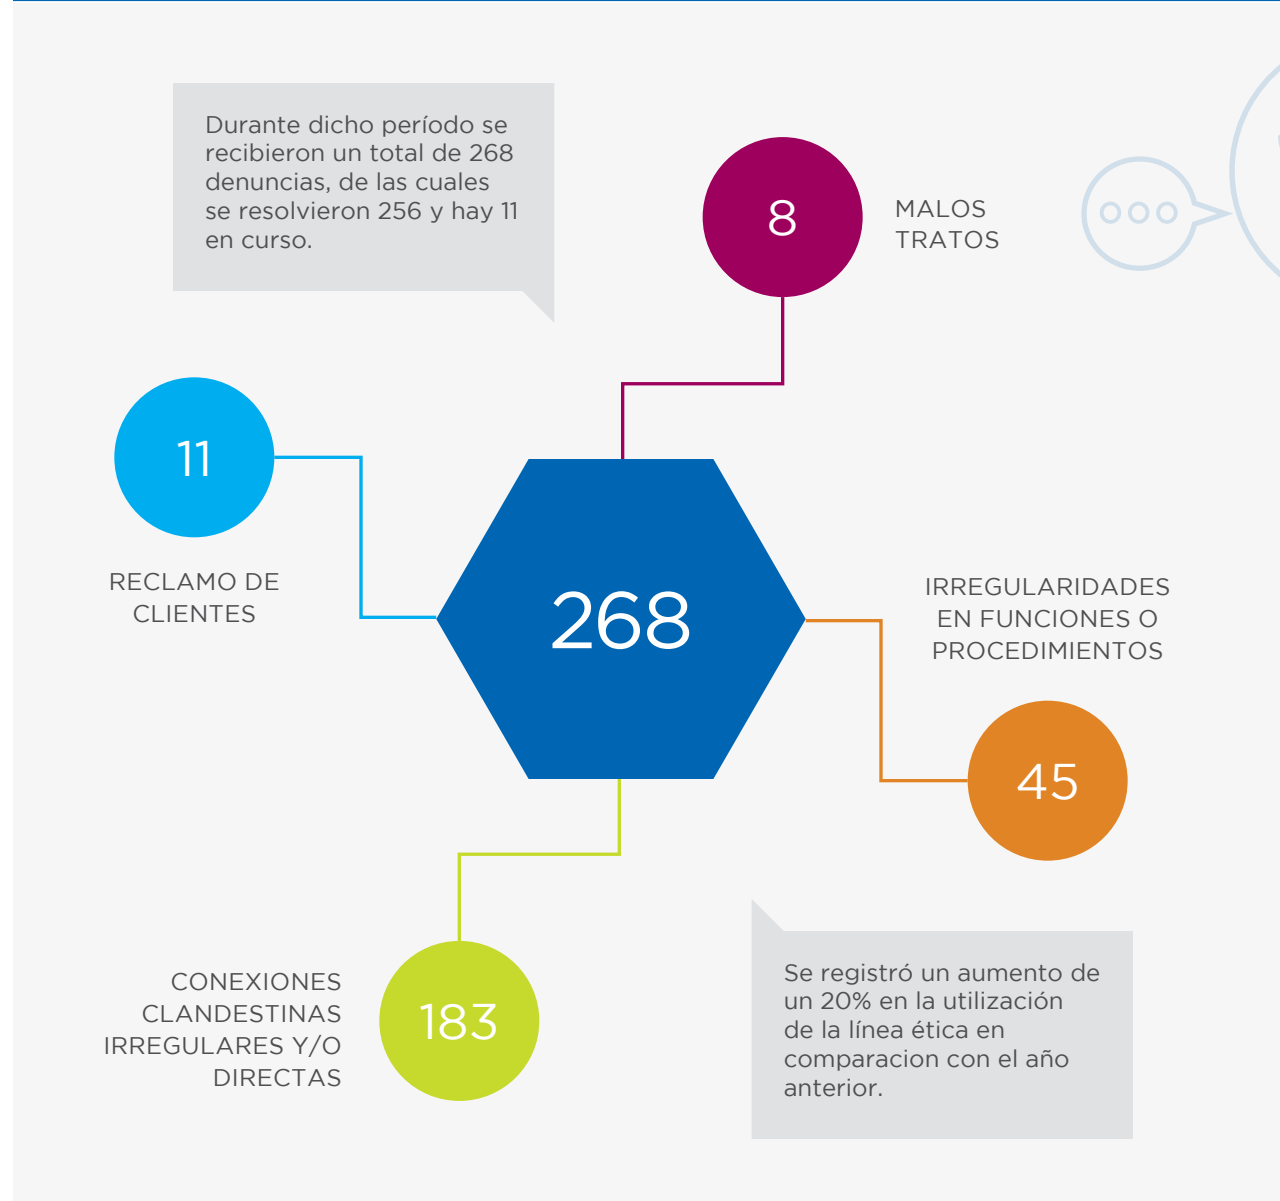 Durante dicho período se
recibieron un total de 268
denuncias, de las cuales
se resolvieron 256 y hay 11
en curso.
8
MALOS
TRATOS
11
RECLAMO DE
CLIENTES
268
IRREGULARIDADES
EN FUNCIONES O
PROCEDIMIENTOS
45
CONEXIONES
CLANDESTINAS
IRREGULARES Y/O
DIRECTAS
183
Se registró un aumento de
un 20% en la utilización
de la línea ética en
comparacion con el año
anterior.